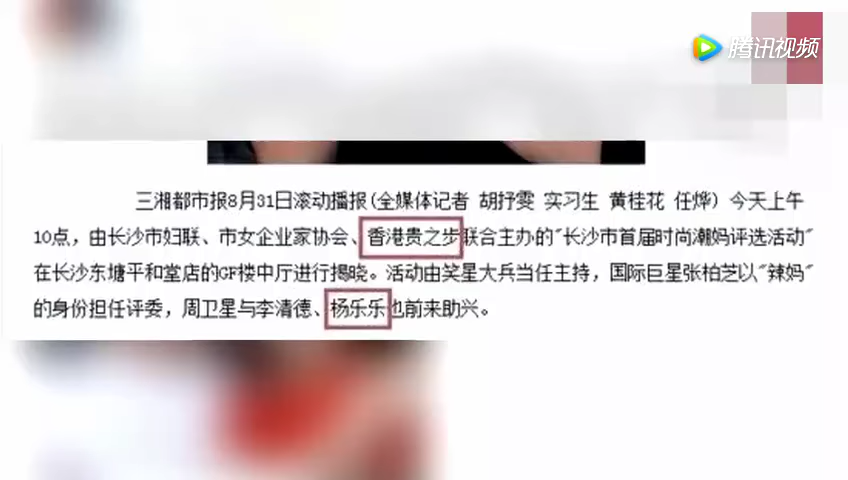 腾讯视频
三湘都市报8月31日滚动播报(全媒体记者 胡抒雯 实习生 黄桂花 任烨) 今天上午
10点，由长沙市妇联、市女企业家协会、香港贵之步联合主办的"长沙市首届时尚潮妈评选活动"
在长沙东塘平和堂店的GF楼中厅进行揭晓。活动由笑星大兵当任主持，国际巨星张柏芝以"辣妈"
的身份担任评委，周卫星与李清德、杨乐乐也前来助兴。